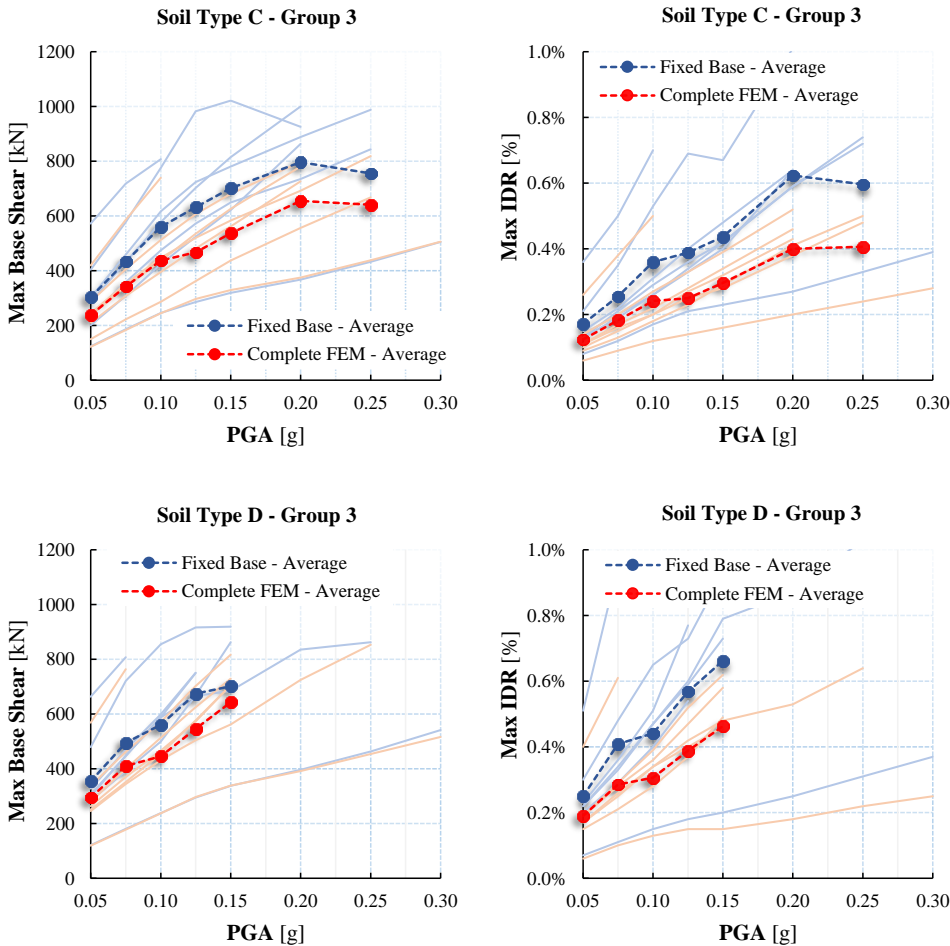 Soil Type C - Group 3
Max Base Shear [kN]
1200
1000
800
600
400
200
0
Fixed Base - Average
Complete FEM - Average
0.05 0.10 0.15 0.20 0.25 0.30
PGA [g]
Soil Type C - Group 3
Max IDR [%]
1.0%
0.8%
0.6%
0.4%
0.2%
0.0%
Fixed Base - Average
Complete FEM - Average
0.05 0.10 0.15 0.20 0.25 0.30
PGA [g]
Soil Type D - Group 3
Max Base Shear [kN]
1200
1000
800
600
400
200
0
Fixed Base - Average
Complete FEM - Average
0.05 0.10 0.15 0.20 0.25 0.30
PGA [g]
Soil Type D - Group 3
Max IDR [%]
1.0%
0.8%
0.6%
0.4%
0.2%
0.0%
Fixed Base - Average
Complete FEM - Average
0.05 0.10 0.15 0.20 0.25 0.30
PGA [g]